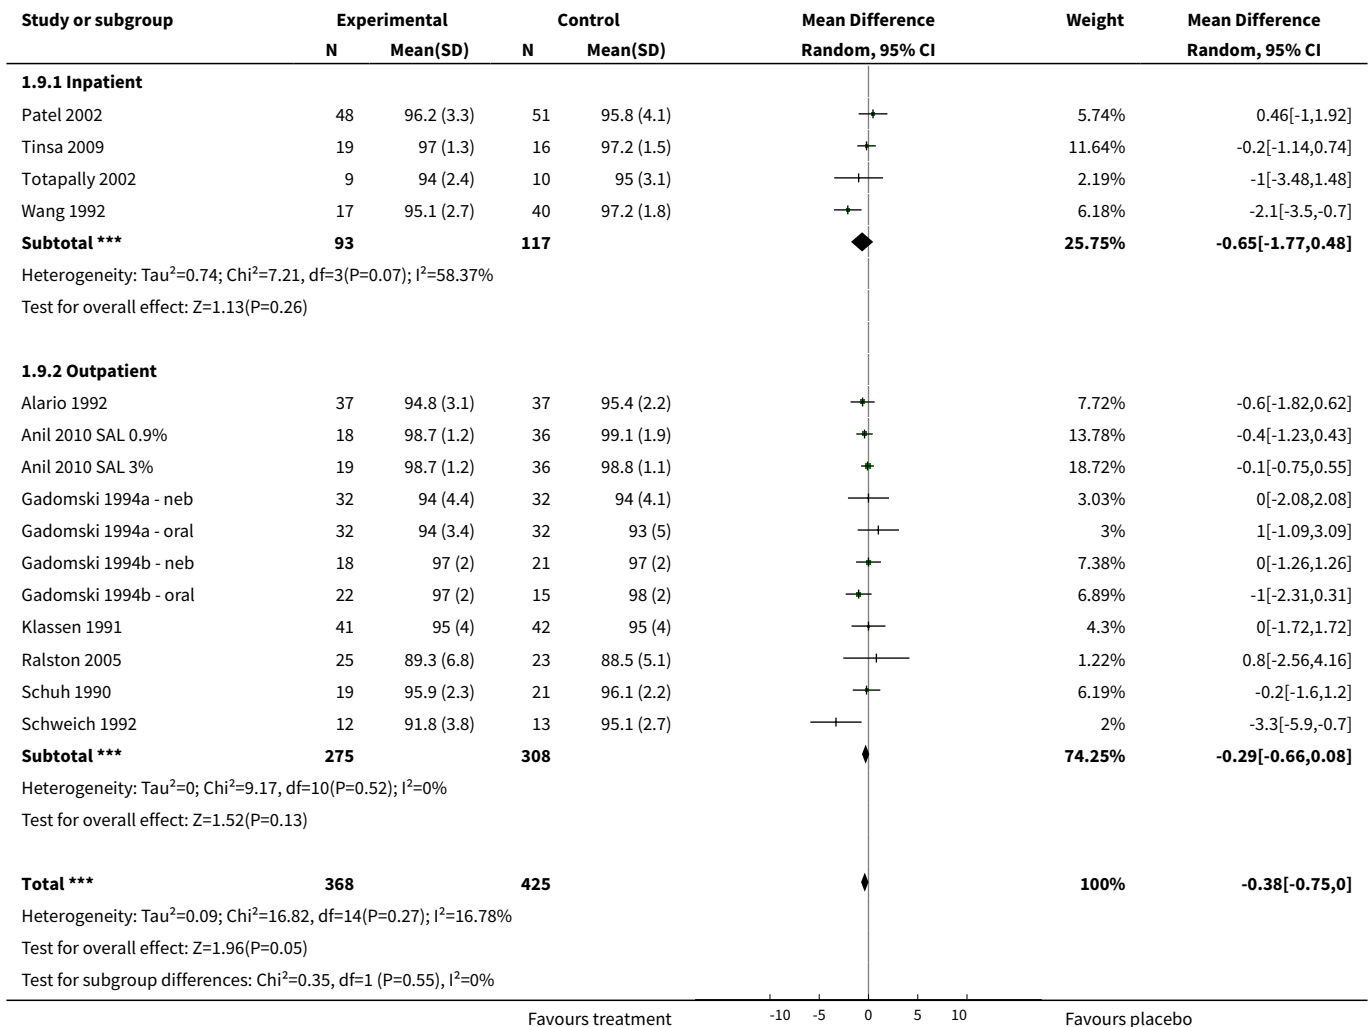 Study or subgroup Experimental Control Mean Difference Weight Mean Difference
N Mean(SD) N Mean(SD) Random, 95% CI Random, 95% CI
1.9.1 Inpatient
Patel 2002 48 96.2 (3.3) 51 95.8 (4.1) 5.74% 0.46[-1,1.92]
Tinsa 2009 19 97 (1.3) 16 97.2 (1.5) 11.64% -0.2[-1.14,0.74]
Totapally 2002 9 94 (2.4) 10 95 (3.1) 2.19% -1[-3.48,1.48]
Wang 1992 17 95.1 (2.7) 40 97.2 (1.8) 6.18% -2.1[-3.5,-0.7]
Subtotal *** 93 117 25.75% -0.65[-1.77,0.48]
Heterogeneity: Tau²=0.74; Chi²=7.21, df=3(P=0.07); I²=58.37%
Test for overall effect: Z=1.13(P=0.26)
1.9.2 Outpatient
Alario 1992 37 94.8 (3.1) 37 95.4 (2.2) 7.72% -0.6[-1.82,0.62]
Anil 2010 SAL 0.9% 18 98.7 (1.2) 36 99.1 (1.9) 13.78% -0.4[-1.23,0.43]
Anil 2010 SAL 3% 19 98.7 (1.2) 36 98.8 (1.1) 18.72% -0.1[-0.75,0.55]
Gadomski 1994a - neb 32 94 (4.4) 32 94 (4.1) 3.03% 0[-2.08,2.08]
Gadomski 1994a - oral 32 94 (3.4) 32 93 (5) 3% 1[-1.09,3.09]
Gadomski 1994b - neb 18 97 (2) 21 97 (2) 7.38% 0[-1.26,1.26]
Gadomski 1994b - oral 22 97 (2) 15 98 (2) 6.89% -1[-2.31,0.31]
Klassen 1991 41 95 (4) 42 95 (4) 4.3% 0[-1.72,1.72]
Ralston 2005 25 89.3 (6.8) 23 88.5 (5.1) 1.22% 0.8[-2.56,4.16]
Schuh 1990 19 95.9 (2.3) 21 96.1 (2.2) 6.19% -0.2[-1.6,1.2]
Schweich 1992 12 91.8 (3.8) 13 95.1 (2.7) 2% -3.3[-5.9,-0.7]
Subtotal *** 275 308 74.25% -0.29[-0.66,0.08]
Heterogeneity: Tau²=0; Chi²=9.17, df=10(P=0.52); I²=0%
Test for overall effect: Z=1.52(P=0.13)
Total *** 368 425 100% -0.38[-0.75,0]
Heterogeneity: Tau²=0.09; Chi²=16.82, df=14(P=0.27); I²=16.78%
Test for overall effect: Z=1.96(P=0.05)
Test for subgroup differences: Chi²=0.35, df=1 (P=0.55), I²=0%
Favours treatment -10 -5 0 5 10 Favours placebo